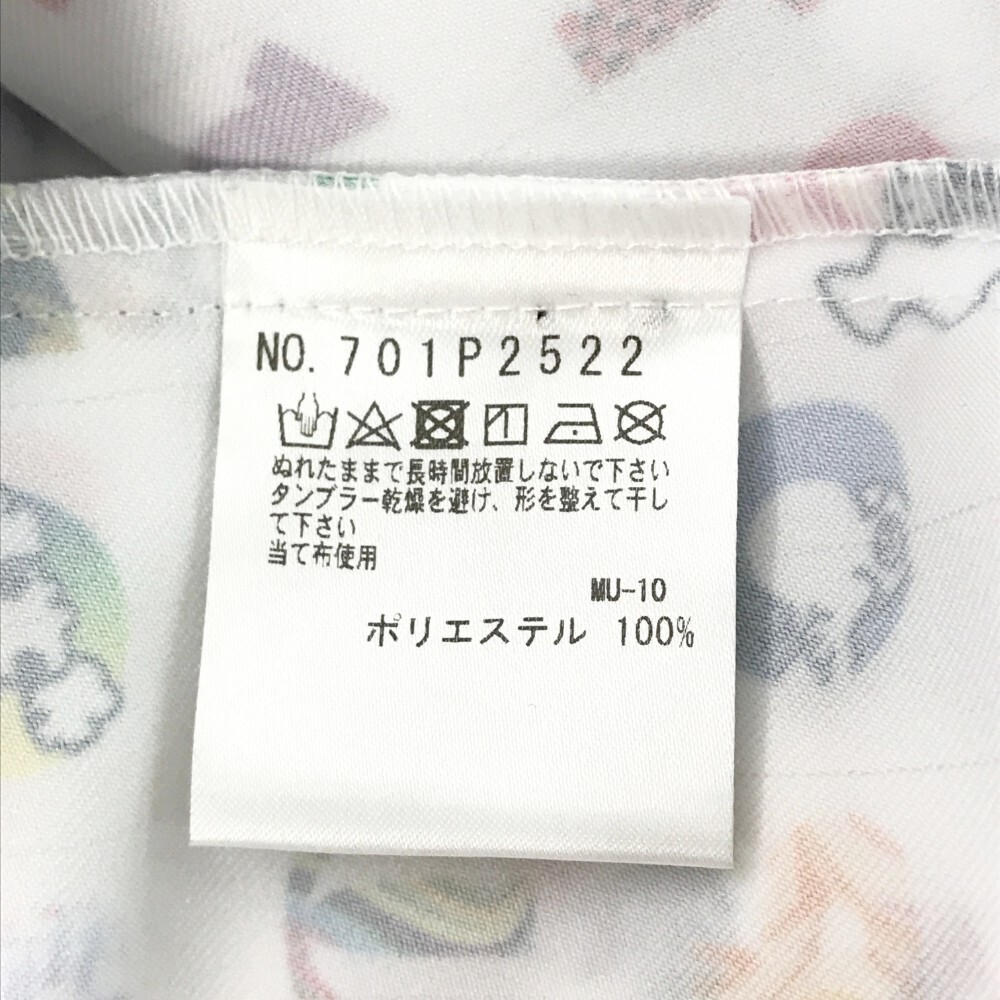 NO. 701P2522
ぬれたままで長時間放置しないで下さい
タンブラー乾燥を避け、形を整えて干し
て下さい
当て布使用
MU-10
ポリエステル 100%